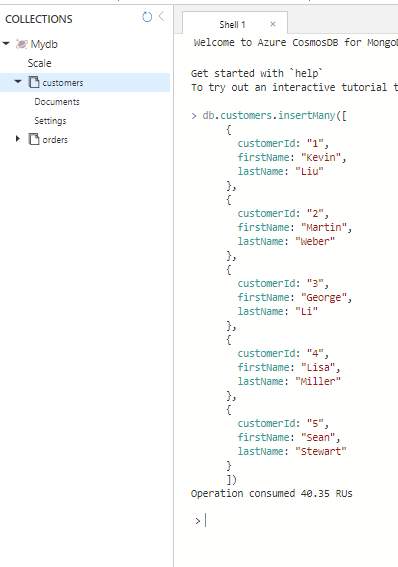 COLLECTIONS
Mydb
Scale
customers
Documents
Settings
orders
Shell 1
Welcome to Azure CosmosDB for MongoD
Get started with `help`
To try out an interactive tutorial t
> db.customers.insertMany([
{
customerId: "1",
firstName: "Kevin",
lastName: "Liu"
},
{
customerId: "2",
firstName: "Martin",
lastName: "Weber"
},
{
customerId: "3",
firstName: "George",
lastName: "Li"
},
{
customerId: "4",
firstName: "Lisa",
lastName: "Miller"
},
{
customerId: "5",
firstName: "Sean",
lastName: "Stewart"
}
])
Operation consumed 40.35 RUs
>